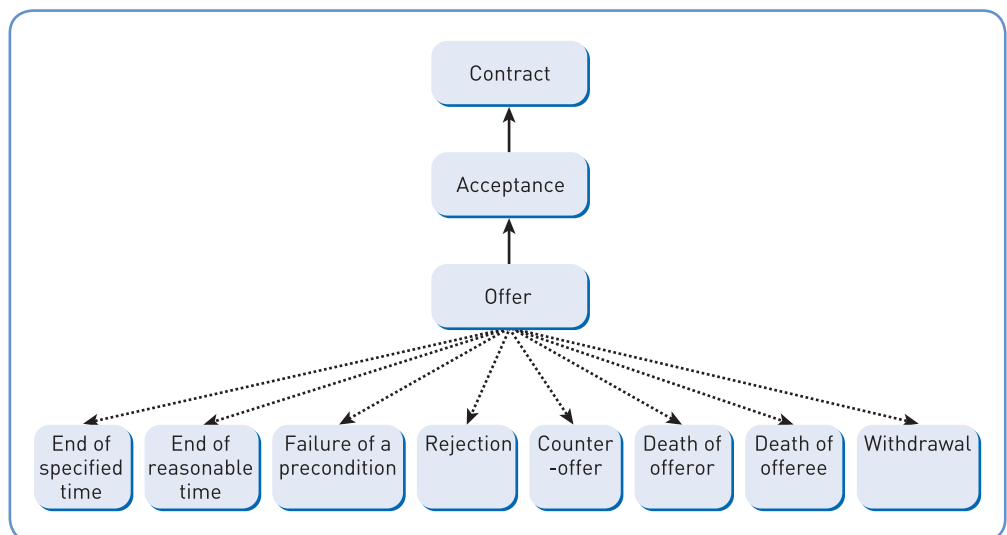 Contract
Acceptance
Offer
End of
specified
time
End of
reasonable
time
Failure of a
precondition
Rejection
Counter
-offer
Death of
offeror
Death of
offeree
Withdrawal